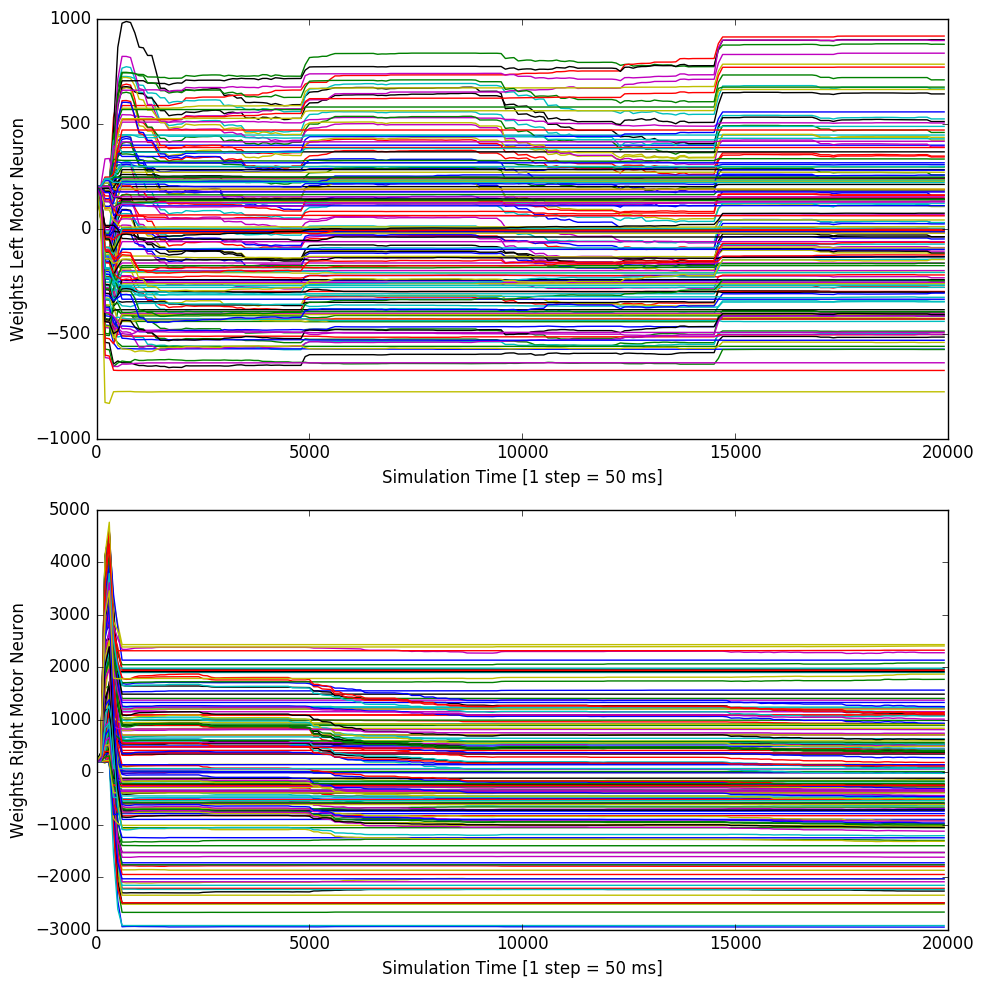 Weights Left Motor Neuron
1000
500
0
−500
−1000
0 5000 10000 15000 20000
Simulation Time [1 step = 50 ms]
Weights Right Motor Neuron
5000
4000
3000
2000
1000
0
−1000
−2000
−3000
0 5000 10000 15000 20000
Simulation Time [1 step = 50 ms]